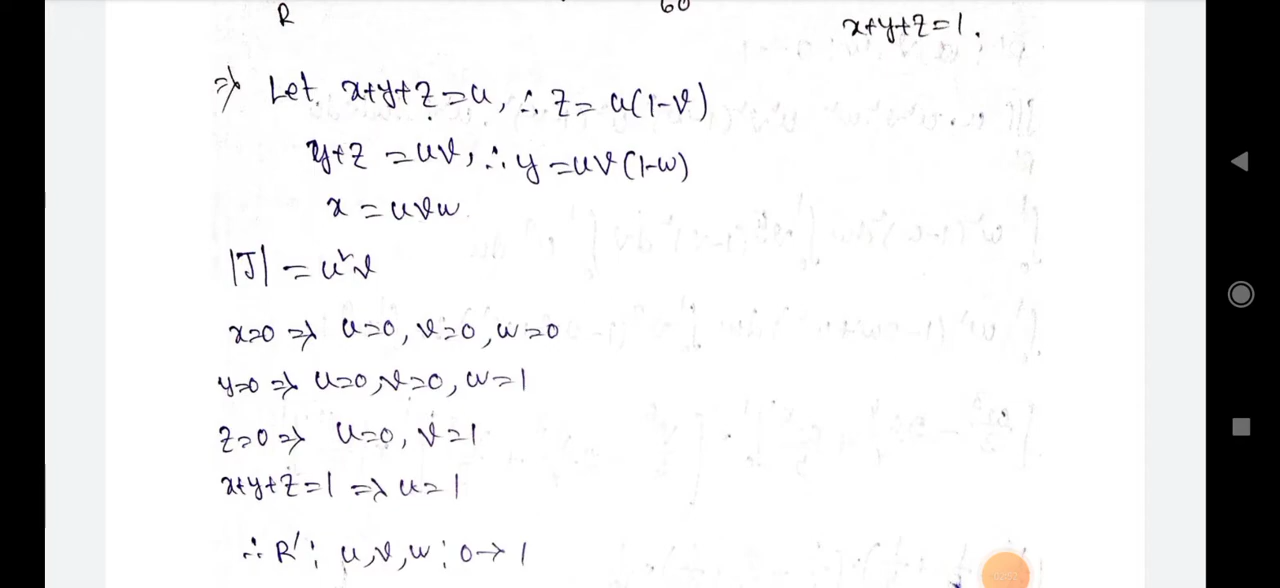 R 60
x+y+z=1.
⇒ Let x+y+z=u, ∴ z= u(1-v)
y+z =uv, ∴ y =uv(1-w)
x =uvw.
|J| = u²v
x=0 ⇒ u=0, v=0, w=0
y=0 ⇒ u=0, v=0, w=1
z=0 ⇒ u=0, v=1
x+y+z=1 ⇒ u=1
∴ R': u,v,w: 0→1